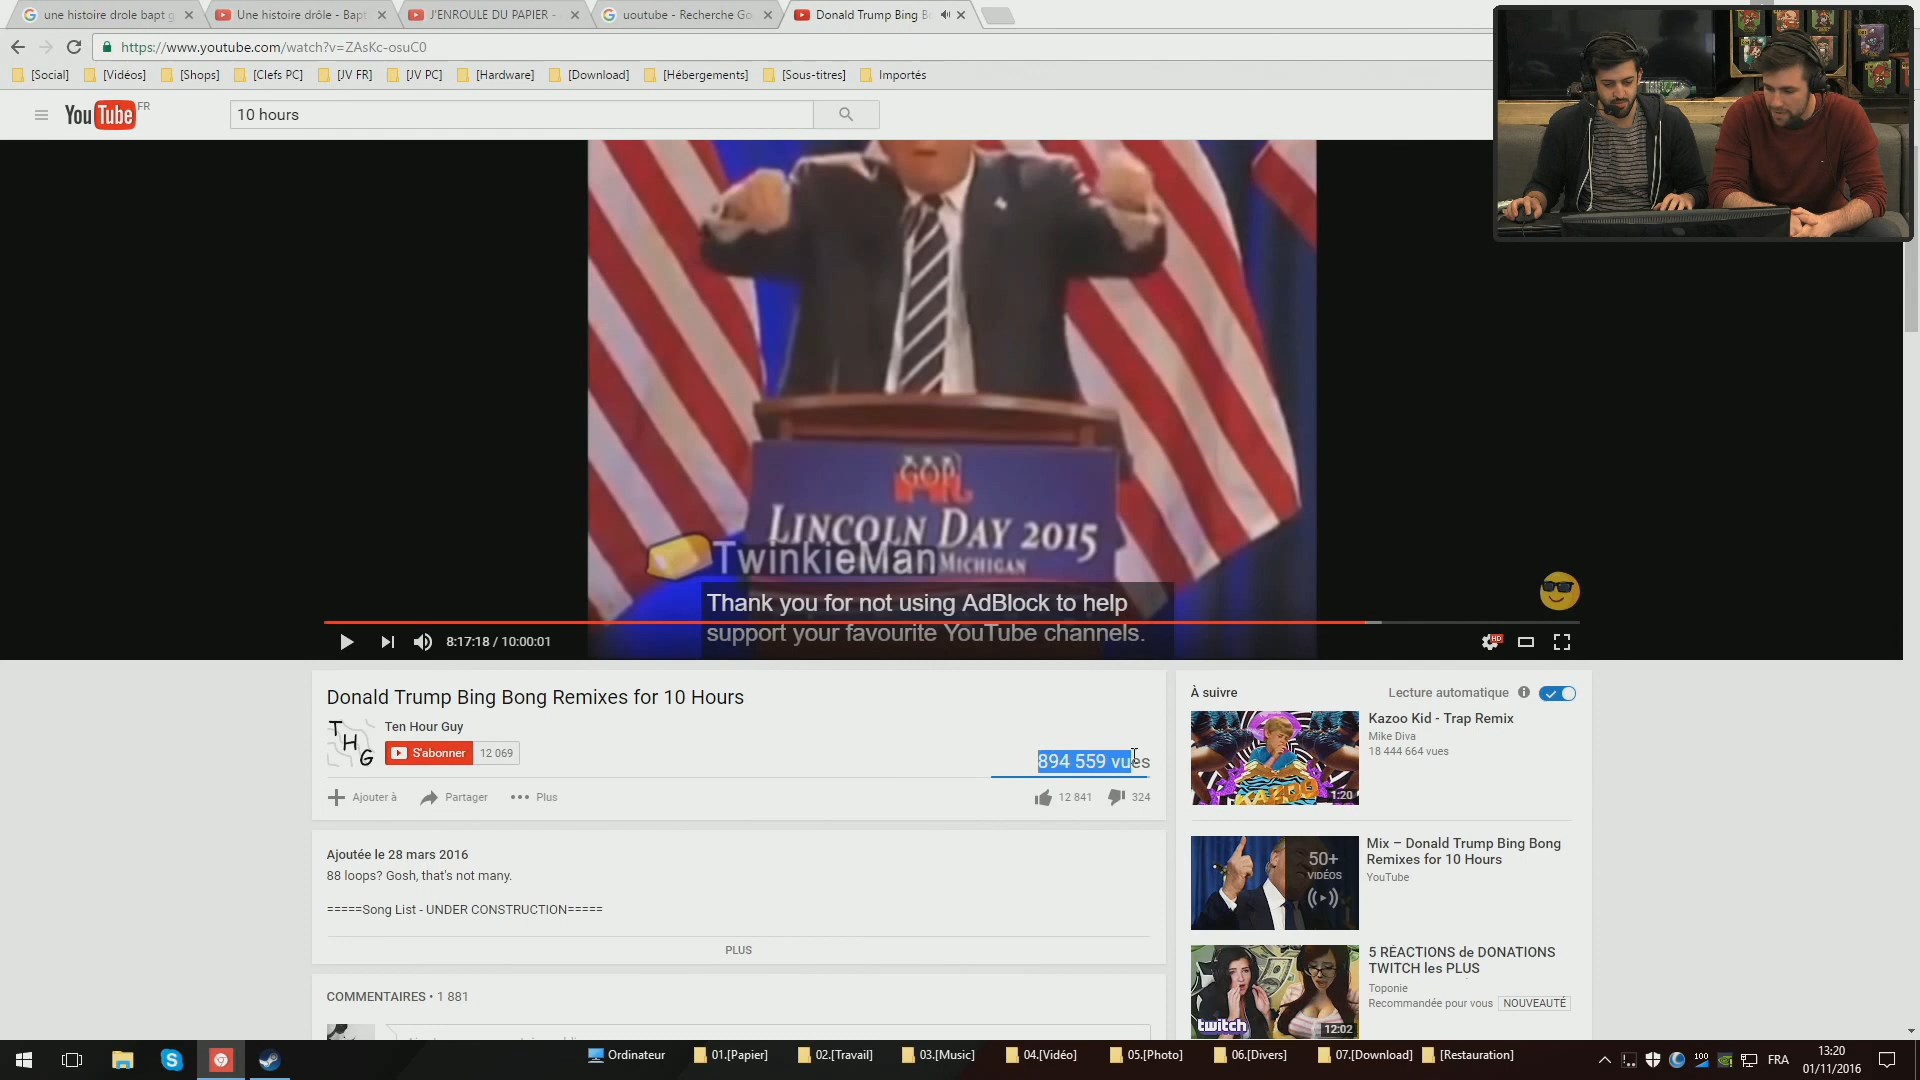 une histoire drole bapt g
Une histoire drôle - Bapt
J'ENROULE DU PAPIER -
uoutube - Recherche Go
Donald Trump Bing B
https://www.youtube.com/watch?v=ZAsKc-osuC0
[Social]
[Vidéos]
[Shops]
[Clefs PC]
[JV FR]
[JV PC]
[Hardware]
[Download]
[Hébergements]
[Sous-titres]
Importés
YouTube FR
10 hours
GOP
LINCOLN DAY 2015
TwinkieMan
MICHIGAN
Thank you for not using AdBlock to help
support your favourite YouTube channels.
8:17:18 / 10:00:01
HD
Donald Trump Bing Bong Remixes for 10 Hours
THG
Ten Hour Guy
S'abonner
12 069
894 559 vues
Ajouter à
Partager
Plus
12 841
324
Ajoutée le 28 mars 2016
88 loops? Gosh, that's not many.
=====Song List - UNDER CONSTRUCTION=====
PLUS
COMMENTAIRES • 1 881
À suivre
Lecture automatique
KAZOO
1:20
Kazoo Kid - Trap Remix
Mike Diva
18 444 664 vues
50+
VIDÉOS
Mix – Donald Trump Bing Bong
Remixes for 10 Hours
YouTube
twitch
12:02
5 RÉACTIONS de DONATIONS
TWITCH les PLUS
Toponie
Recommandée pour vous
NOUVEAUTÉ
Ordinateur
01.[Papier]
02.[Travail]
03.[Music]
04.[Vidéo]
05.[Photo]
06.[Divers]
07.[Download]
[Restauration]
100
FRA
13:20
01/11/2016